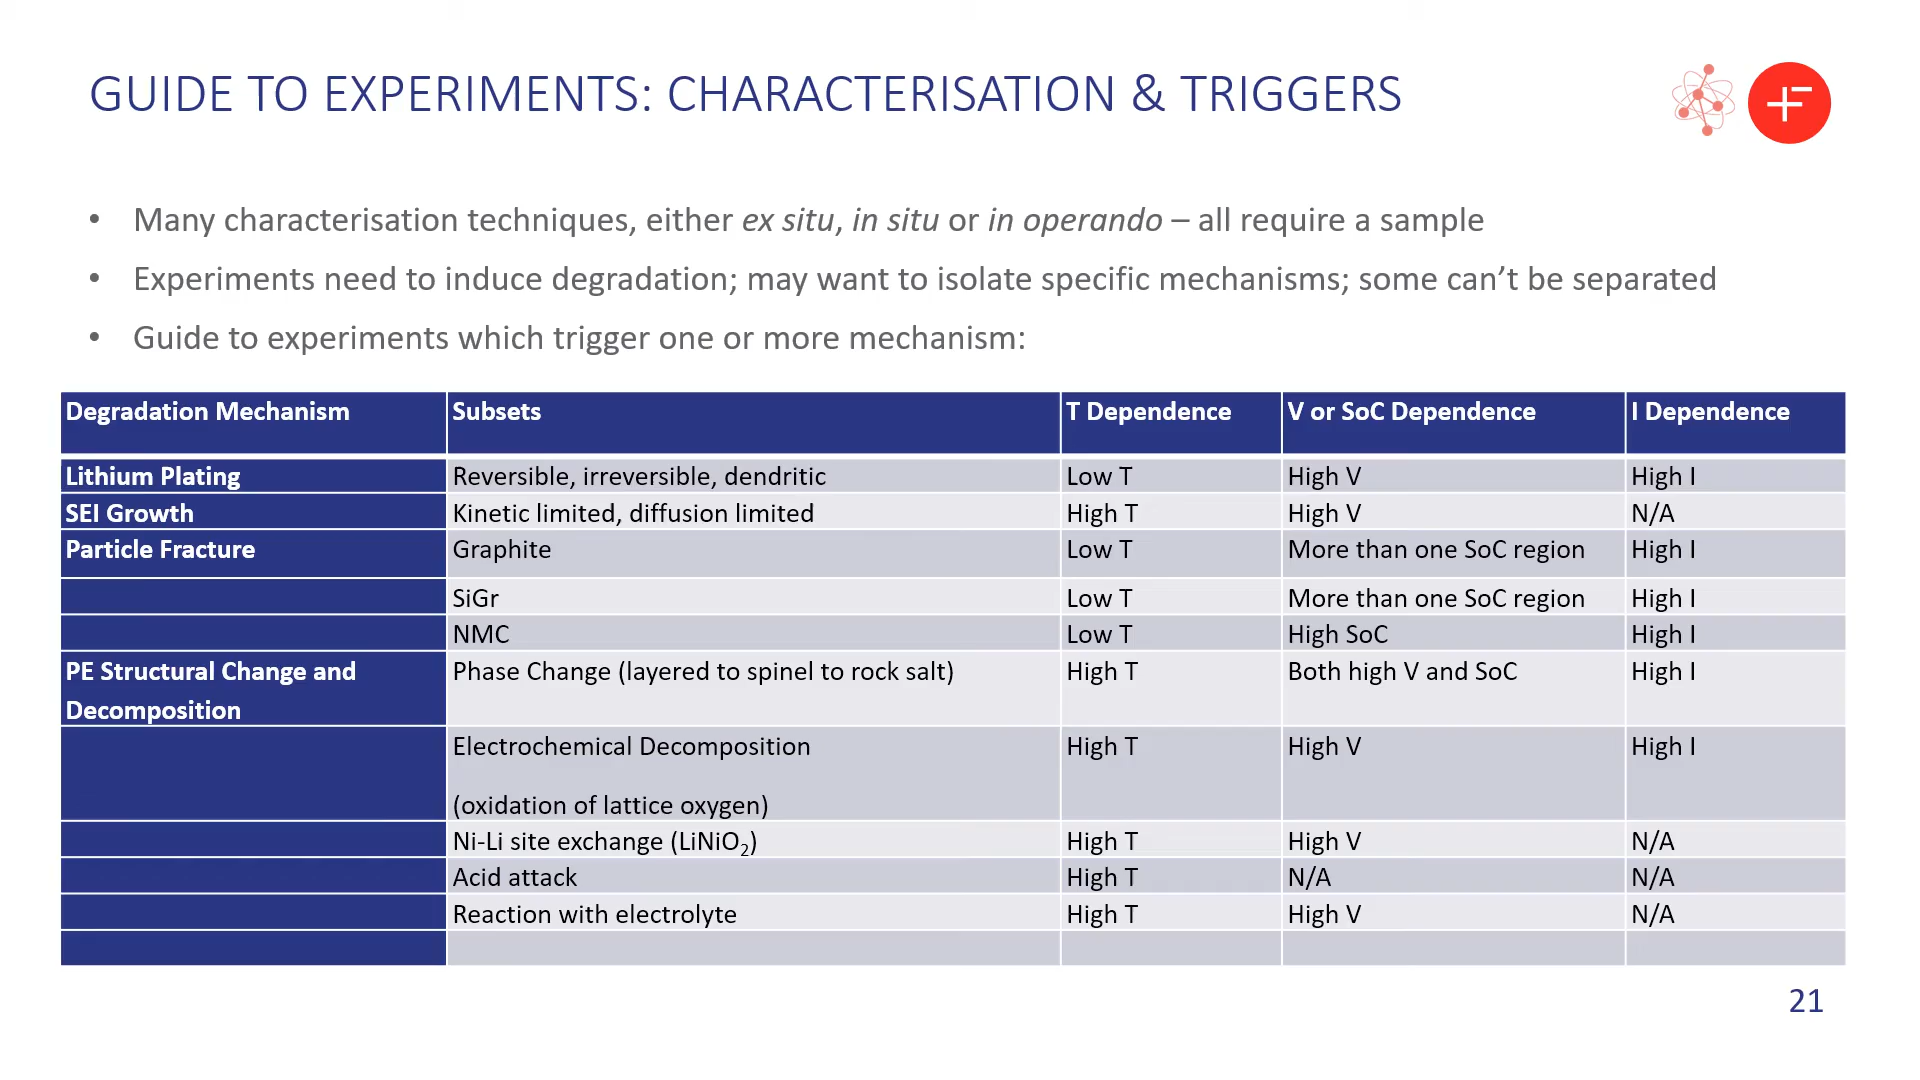 GUIDE TO EXPERIMENTS: CHARACTERISATION & TRIGGERS
• Many characterisation techniques, either ex situ, in situ or in operando – all require a sample
• Experiments need to induce degradation; may want to isolate specific mechanisms; some can’t be separated
• Guide to experiments which trigger one or more mechanism:
Degradation Mechanism Subsets T Dependence V or SoC Dependence I Dependence
Lithium Plating Reversible, irreversible, dendritic Low T High V High I
SEI Growth Kinetic limited, diffusion limited High T High V N/A
Particle Fracture Graphite Low T More than one SoC region High I
SiGr Low T More than one SoC region High I
NMC Low T High SoC High I
PE Structural Change and Phase Change (layered to spinel to rock salt) High T Both high V and SoC High I
Decomposition
Electrochemical Decomposition High T High V High I
(oxidation of lattice oxygen)
Ni-Li site exchange (LiNiO₂) High T High V N/A
Acid attack High T N/A N/A
Reaction with electrolyte High T High V N/A
21